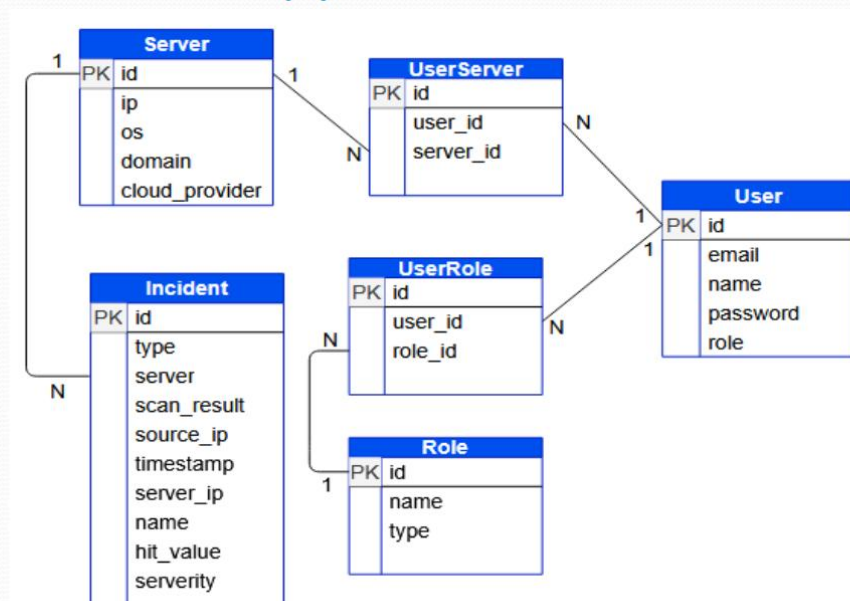 Server
1
PK id
ip
os
domain
cloud_provider
1
N
UserServer
PK id
user_id
server_id
N
1
User
PK id
email
name
password
role
1
N
UserRole
PK id
user_id
role_id
N
1
Role
PK id
name
type
Incident
PK id
type
server
scan_result
source_ip
timestamp
server_ip
name
hit_value
serverity
N